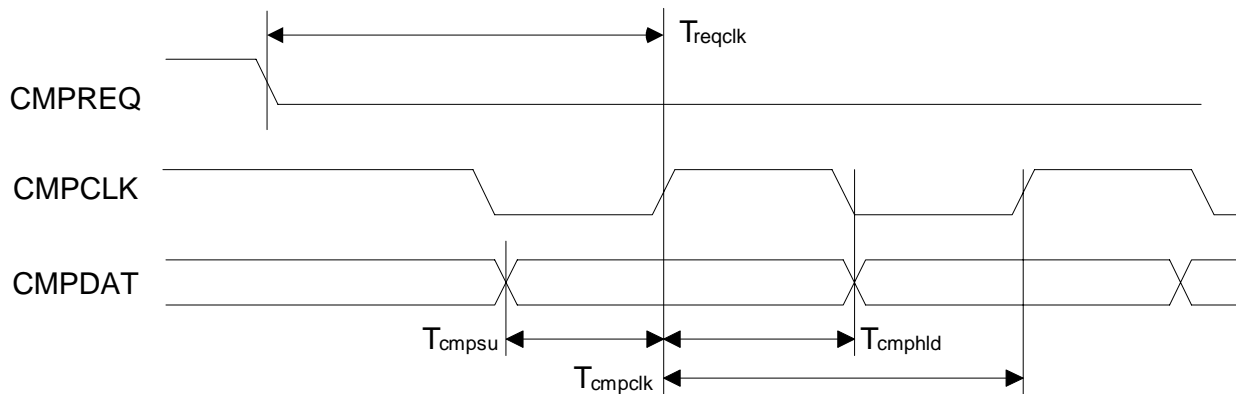 Treqclk
CMPREQ
CMPCLK
CMPDAT
Tcmpsu
Tcmphld
Tcmpclk